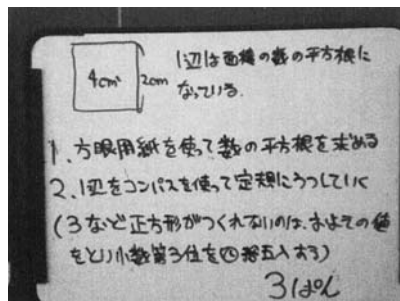 4cm² 2cm
1辺は面積の数の平方根に
なっている.
1. 方眼用紙を使って数の平方根を求める
2. 1辺をコンパスを使って定規にうつしていく
(3など正方形がつくれないのは、およその値
をとり小数第3位を四捨五入する)
3ぱん